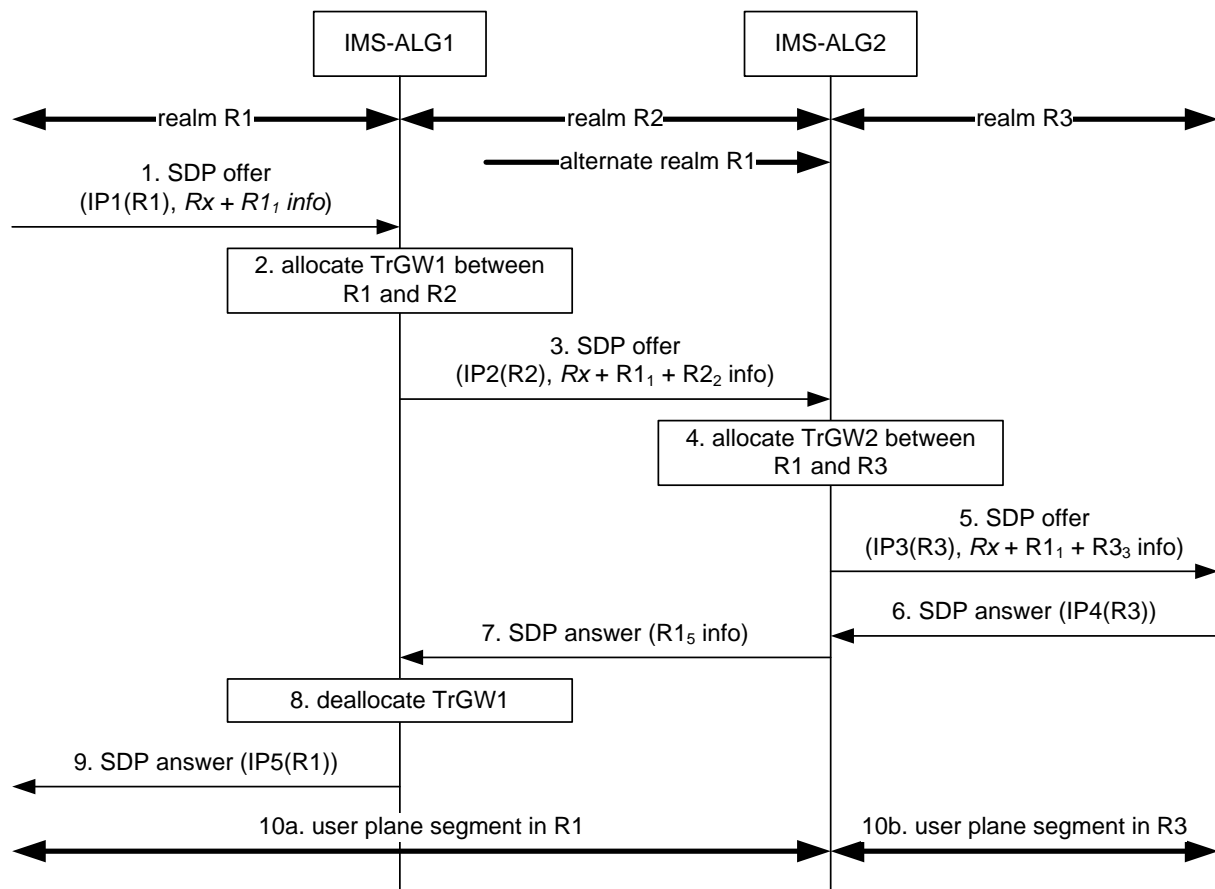 IMS-ALG1
IMS-ALG2
realm R1
realm R2
realm R3
alternate realm R1
1. SDP offer
(IP1(R1), Rx + R1₁ info)
2. allocate TrGW1 between
R1 and R2
3. SDP offer
(IP2(R2), Rx + R1₁ + R2₂ info)
4. allocate TrGW2 between
R1 and R3
5. SDP offer
(IP3(R3), Rx + R1₁ + R3₃ info)
6. SDP answer (IP4(R3))
7. SDP answer (R1₅ info)
8. deallocate TrGW1
9. SDP answer (IP5(R1))
10a. user plane segment in R1
10b. user plane segment in R3